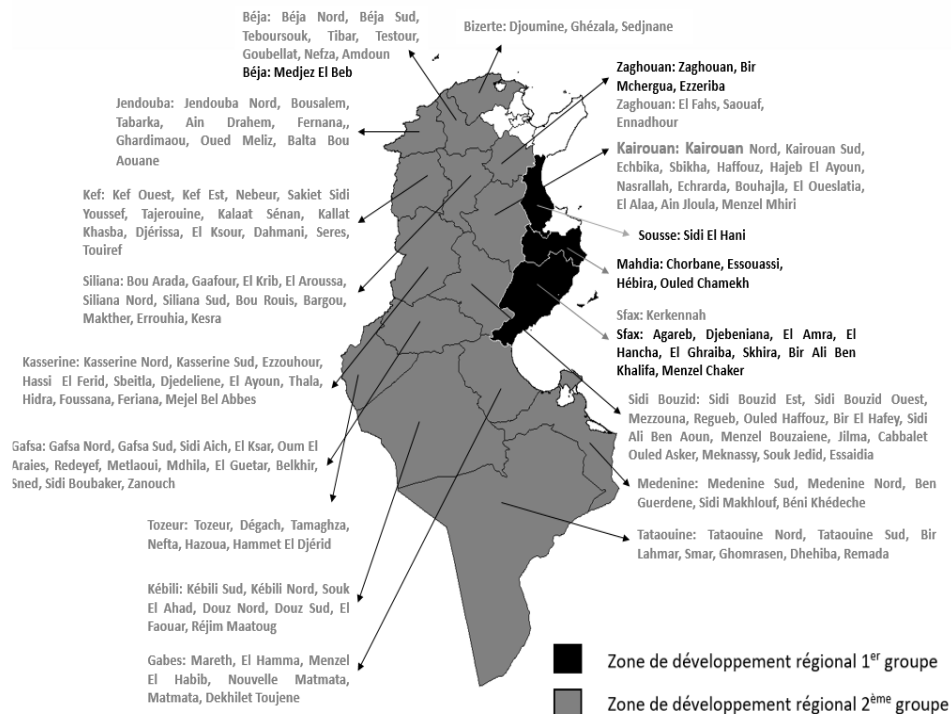 Béja: Béja Nord, Béja Sud,
Teboursouk, Tibar, Testour,
Goubellat, Nefza, Amdoun
Béja: Medjez El Beb
Bizerte: Djoumine, Ghézala, Sedjnane
Zaghouan: Zaghouan, Bir
Mchergua, Ezzeriba
Zaghouan: El Fahs, Saouaf,
Ennadhour
Jendouba: Jendouba Nord, Bousalem,
Tabarka, Ain Drahem, Fernana,,
Ghardimaou, Oued Meliz, Balta Bou
Aouane
Kairouan: Kairouan Nord, Kairouan Sud,
Echbika, Sbikha, Haffouz, Hajeb El Ayoun,
Nasrallah, Echrarda, Bouhajla, El Oueslatia,
El Alaa, Ain Jloula, Menzel Mhiri
Kef: Kef Ouest, Kef Est, Nebeur, Sakiet Sidi
Youssef, Tajerouine, Kalaat Sénan, Kallat
Khasba, Djérissa, El Ksour, Dahmani, Seres,
Touiref
Sousse: Sidi El Hani
Mahdia: Chorbane, Essouassi,
Hébira, Ouled Chamekh
Siliana: Bou Arada, Gaafour, El Krib, El Aroussa,
Siliana Nord, Siliana Sud, Bou Rouis, Bargou,
Makther, Errouhia, Kesra
Sfax: Kerkennah
Sfax: Agareb, Djebeniana, El Amra, El
Hancha, El Ghraiba, Skhira, Bir Ali Ben
Khalifa, Menzel Chaker
Kasserine: Kasserine Nord, Kasserine Sud, Ezzouhour,
Hassi El Ferid, Sbeitla, Djedeliene, El Ayoun, Thala,
Hidra, Foussana, Feriana, Mejel Bel Abbes
Sidi Bouzid: Sidi Bouzid Est, Sidi Bouzid Ouest,
Mezzouna, Regueb, Ouled Haffouz, Bir El Hafey, Sidi
Ali Ben Aoun, Menzel Bouzaiene, Jilma, Cabbalet
Ouled Asker, Meknassy, Souk Jedid, Essaidia
Gafsa: Gafsa Nord, Gafsa Sud, Sidi Aich, El Ksar, Oum El
Araies, Redeyef, Metlaoui, Mdhila, El Guetar, Belkhir,
Sned, Sidi Boubaker, Zanouch
Medenine: Medenine Sud, Medenine Nord, Ben
Guerdene, Sidi Makhlouf, Béni Khédeche
Tozeur: Tozeur, Dégach, Tamaghza,
Nefta, Hazoua, Hammet El Djérid
Tataouine: Tataouine Nord, Tataouine Sud, Bir
Lahmar, Smar, Ghomrasen, Dhehiba, Remada
Kébili: Kébili Sud, Kébili Nord, Souk
El Ahad, Douz Nord, Douz Sud, El
Faouar, Réjim Maatoug
Gabes: Mareth, El Hamma, Menzel
El Habib, Nouvelle Matmata,
Matmata, Dekhilet Toujene
Zone de développement régional 1er groupe
Zone de développement régional 2ème groupe